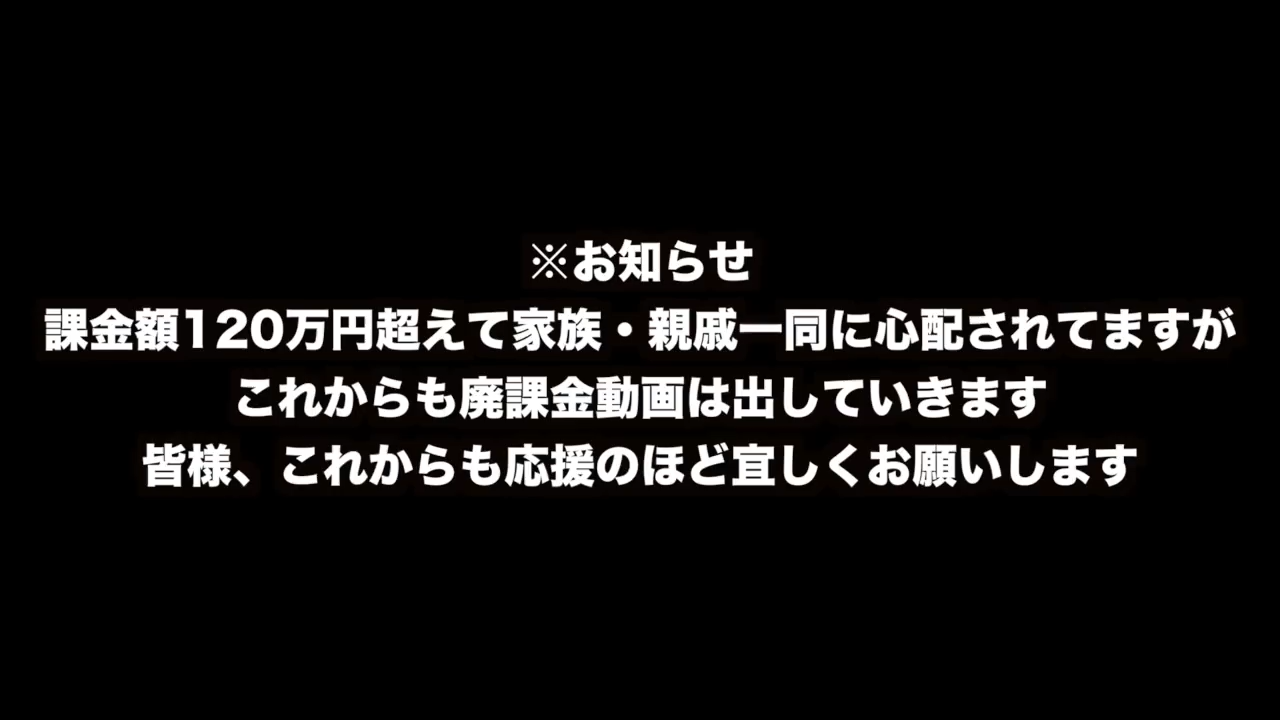 ※お知らせ
課金額120万円超えて家族・親戚一同に心配されてますが
これからも廃課金動画は出していきます
皆様、これからも応援のほど宜しくお願いします